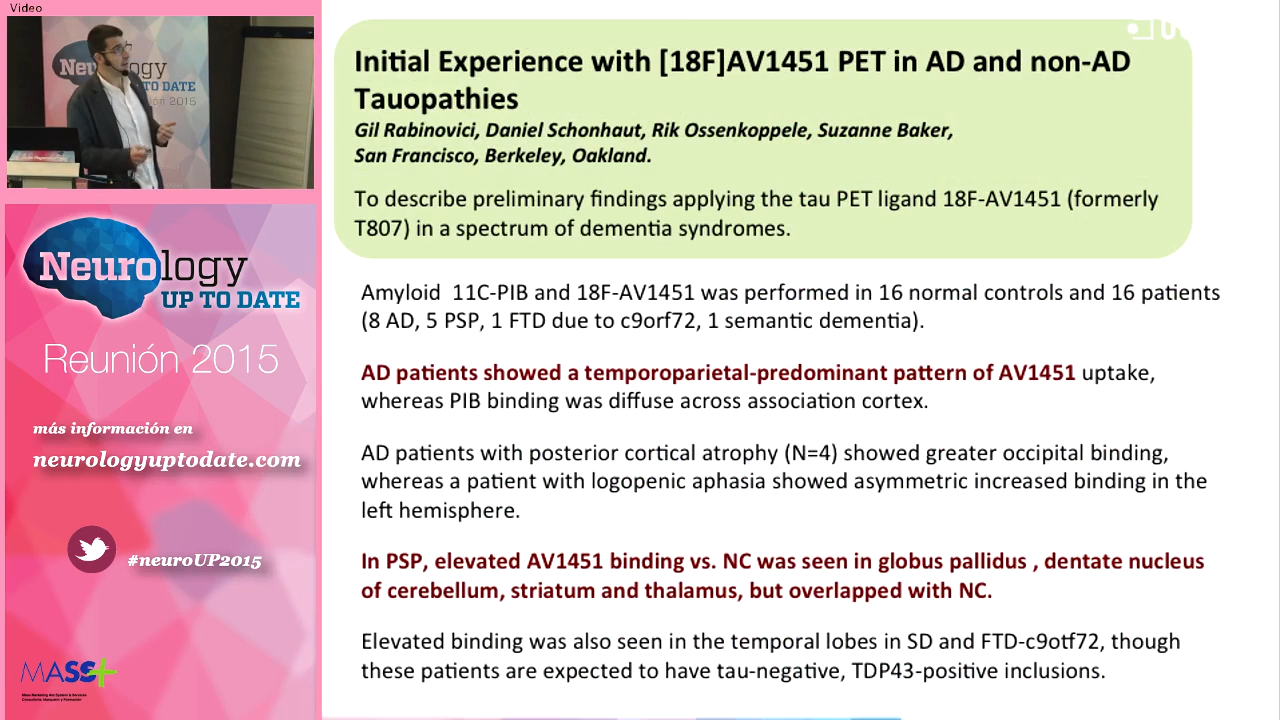 Video
Neurology
UP TO DATE
Reunión 2015
más información en
neurologyuptodate.com
#neuroUP2015
MASS+
Initial Experience with [18F]AV1451 PET in AD and non-AD
Tauopathies
Gil Rabinovici, Daniel Schonhaut, Rik Ossenkoppele, Suzanne Baker,
San Francisco, Berkeley, Oakland.
To describe preliminary findings applying the tau PET ligand 18F-AV1451 (formerly
T807) in a spectrum of dementia syndromes.
Amyloid 11C-PIB and 18F-AV1451 was performed in 16 normal controls and 16 patients
(8 AD, 5 PSP, 1 FTD due to c9orf72, 1 semantic dementia).
AD patients showed a temporoparietal-predominant pattern of AV1451 uptake,
whereas PIB binding was diffuse across association cortex.
AD patients with posterior cortical atrophy (N=4) showed greater occipital binding,
whereas a patient with logopenic aphasia showed asymmetric increased binding in the
left hemisphere.
In PSP, elevated AV1451 binding vs. NC was seen in globus pallidus , dentate nucleus
of cerebellum, striatum and thalamus, but overlapped with NC.
Elevated binding was also seen in the temporal lobes in SD and FTD-c9otf72, though
these patients are expected to have tau-negative, TDP43-positive inclusions.